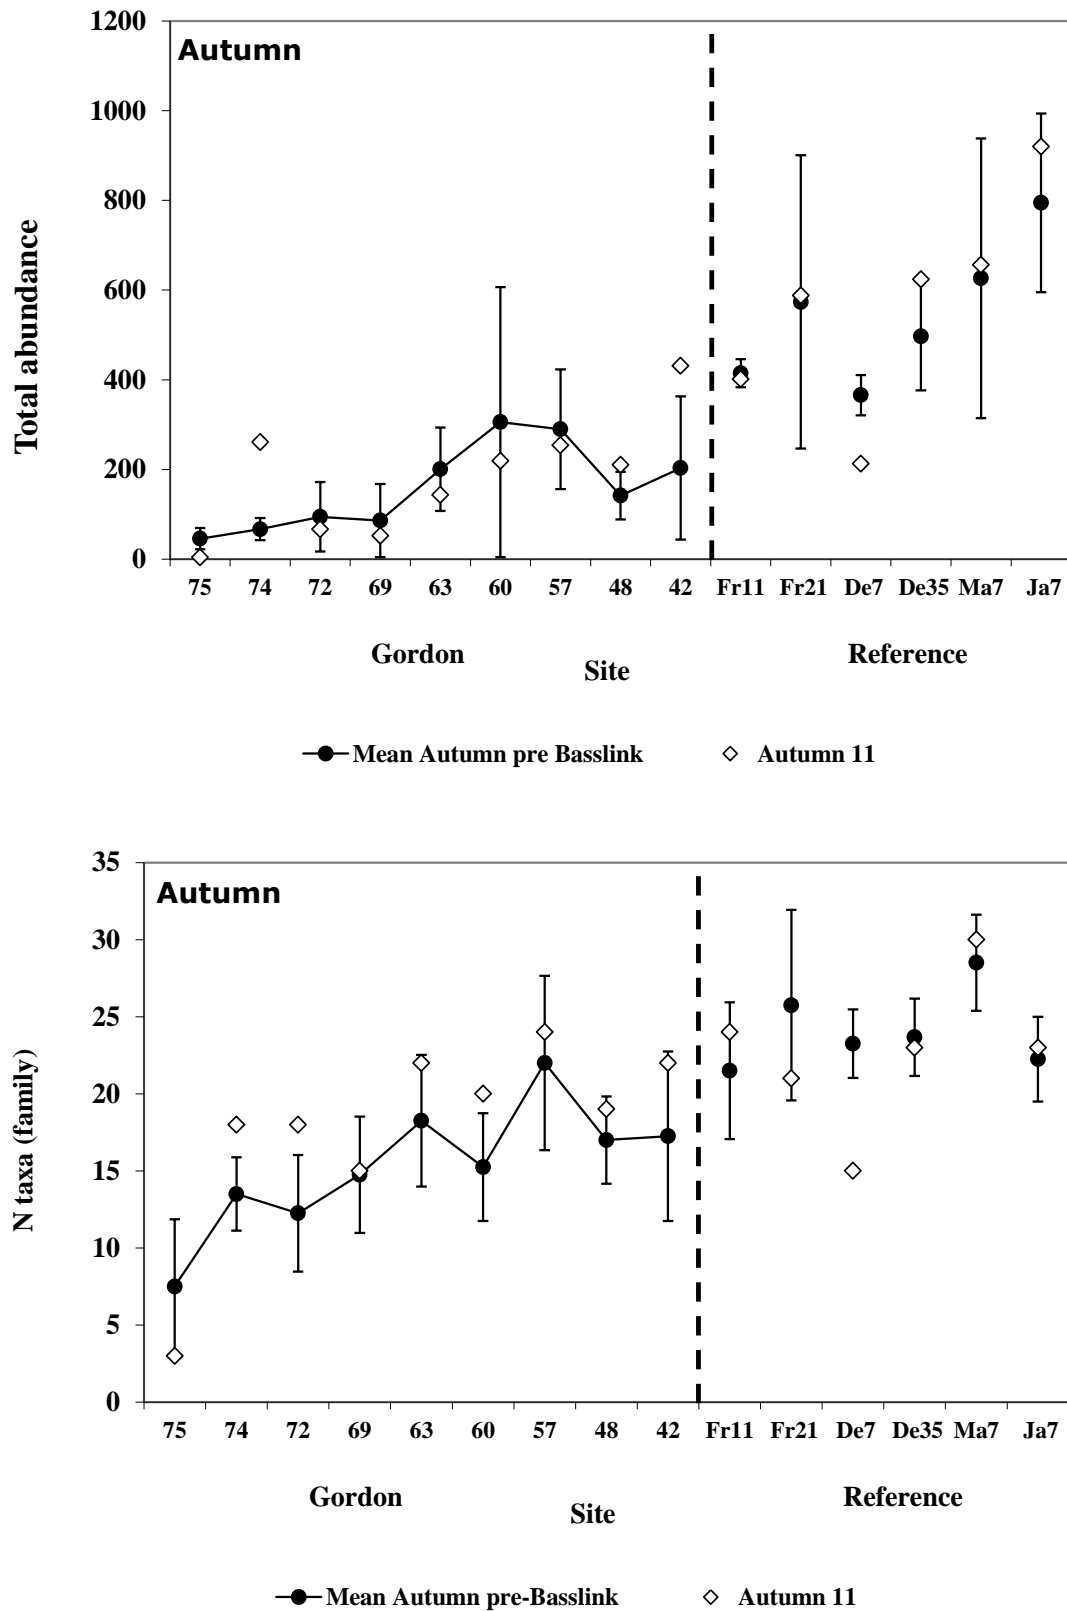 Autumn
1200
1000
800
600
400
200
0
Total abundance
75 74 72 69 63 60 57 48 42 Fr11 Fr21 De7 De35 Ma7 Ja7
Gordon Reference
Site
Mean Autumn pre Basslink Autumn 11
Autumn
35
30
25
20
15
10
5
0
N taxa (family)
75 74 72 69 63 60 57 48 42 Fr11 Fr21 De7 De35 Ma7 Ja7
Gordon Reference
Site
Mean Autumn pre-Basslink Autumn 11